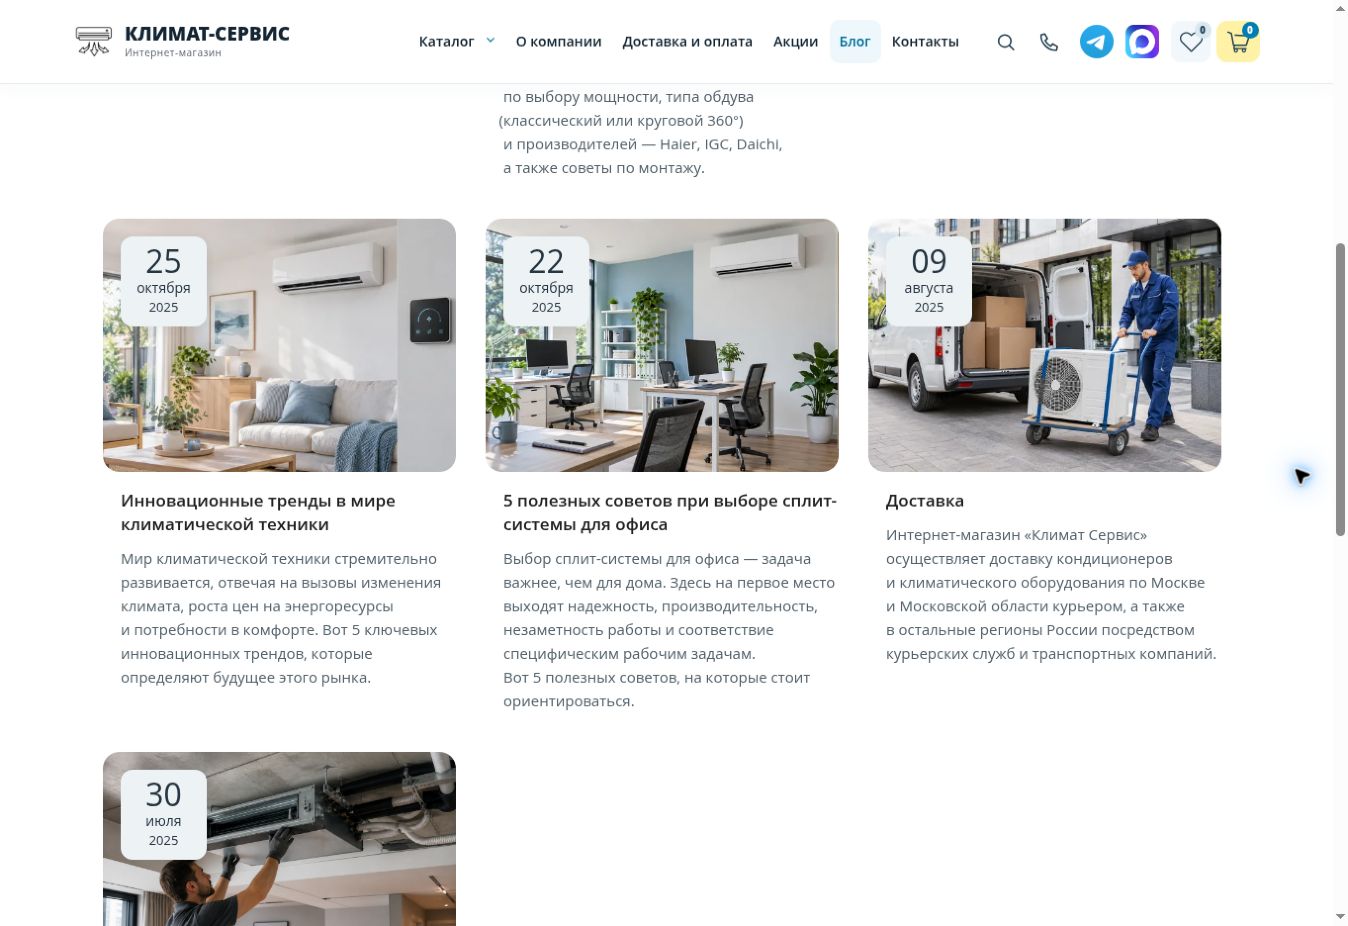 КЛИМАТ-СЕРВИС
Интернет-магазин
Каталог
О компании
Доставка и оплата
Акции
Блог
Контакты
0
0
по выбору мощности, типа обдува
(классический или круговой 360°)
и производителей — Haier, IGC, Daichi,
а также советы по монтажу.
25
октября
2025
22
октября
2025
09
августа
2025
Инновационные тренды в мире
климатической техники
Мир климатической техники стремительно
развивается, отвечая на вызовы изменения
климата, роста цен на энергоресурсы
и потребности в комфорте. Вот 5 ключевых
инновационных трендов, которые
определяют будущее этого рынка.
5 полезных советов при выборе сплит-
системы для офиса
Выбор сплит-системы для офиса — задача
важнее, чем для дома. Здесь на первое место
выходят надежность, производительность,
незаметность работы и соответствие
специфическим рабочим задачам.
Вот 5 полезных советов, на которые стоит
ориентироваться.
Доставка
Интернет-магазин «Климат Сервис»
осуществляет доставку кондиционеров
и климатического оборудования по Москве
и Московской области курьером, а также
в остальные регионы России посредством
курьерских служб и транспортных компаний.
30
июля
2025